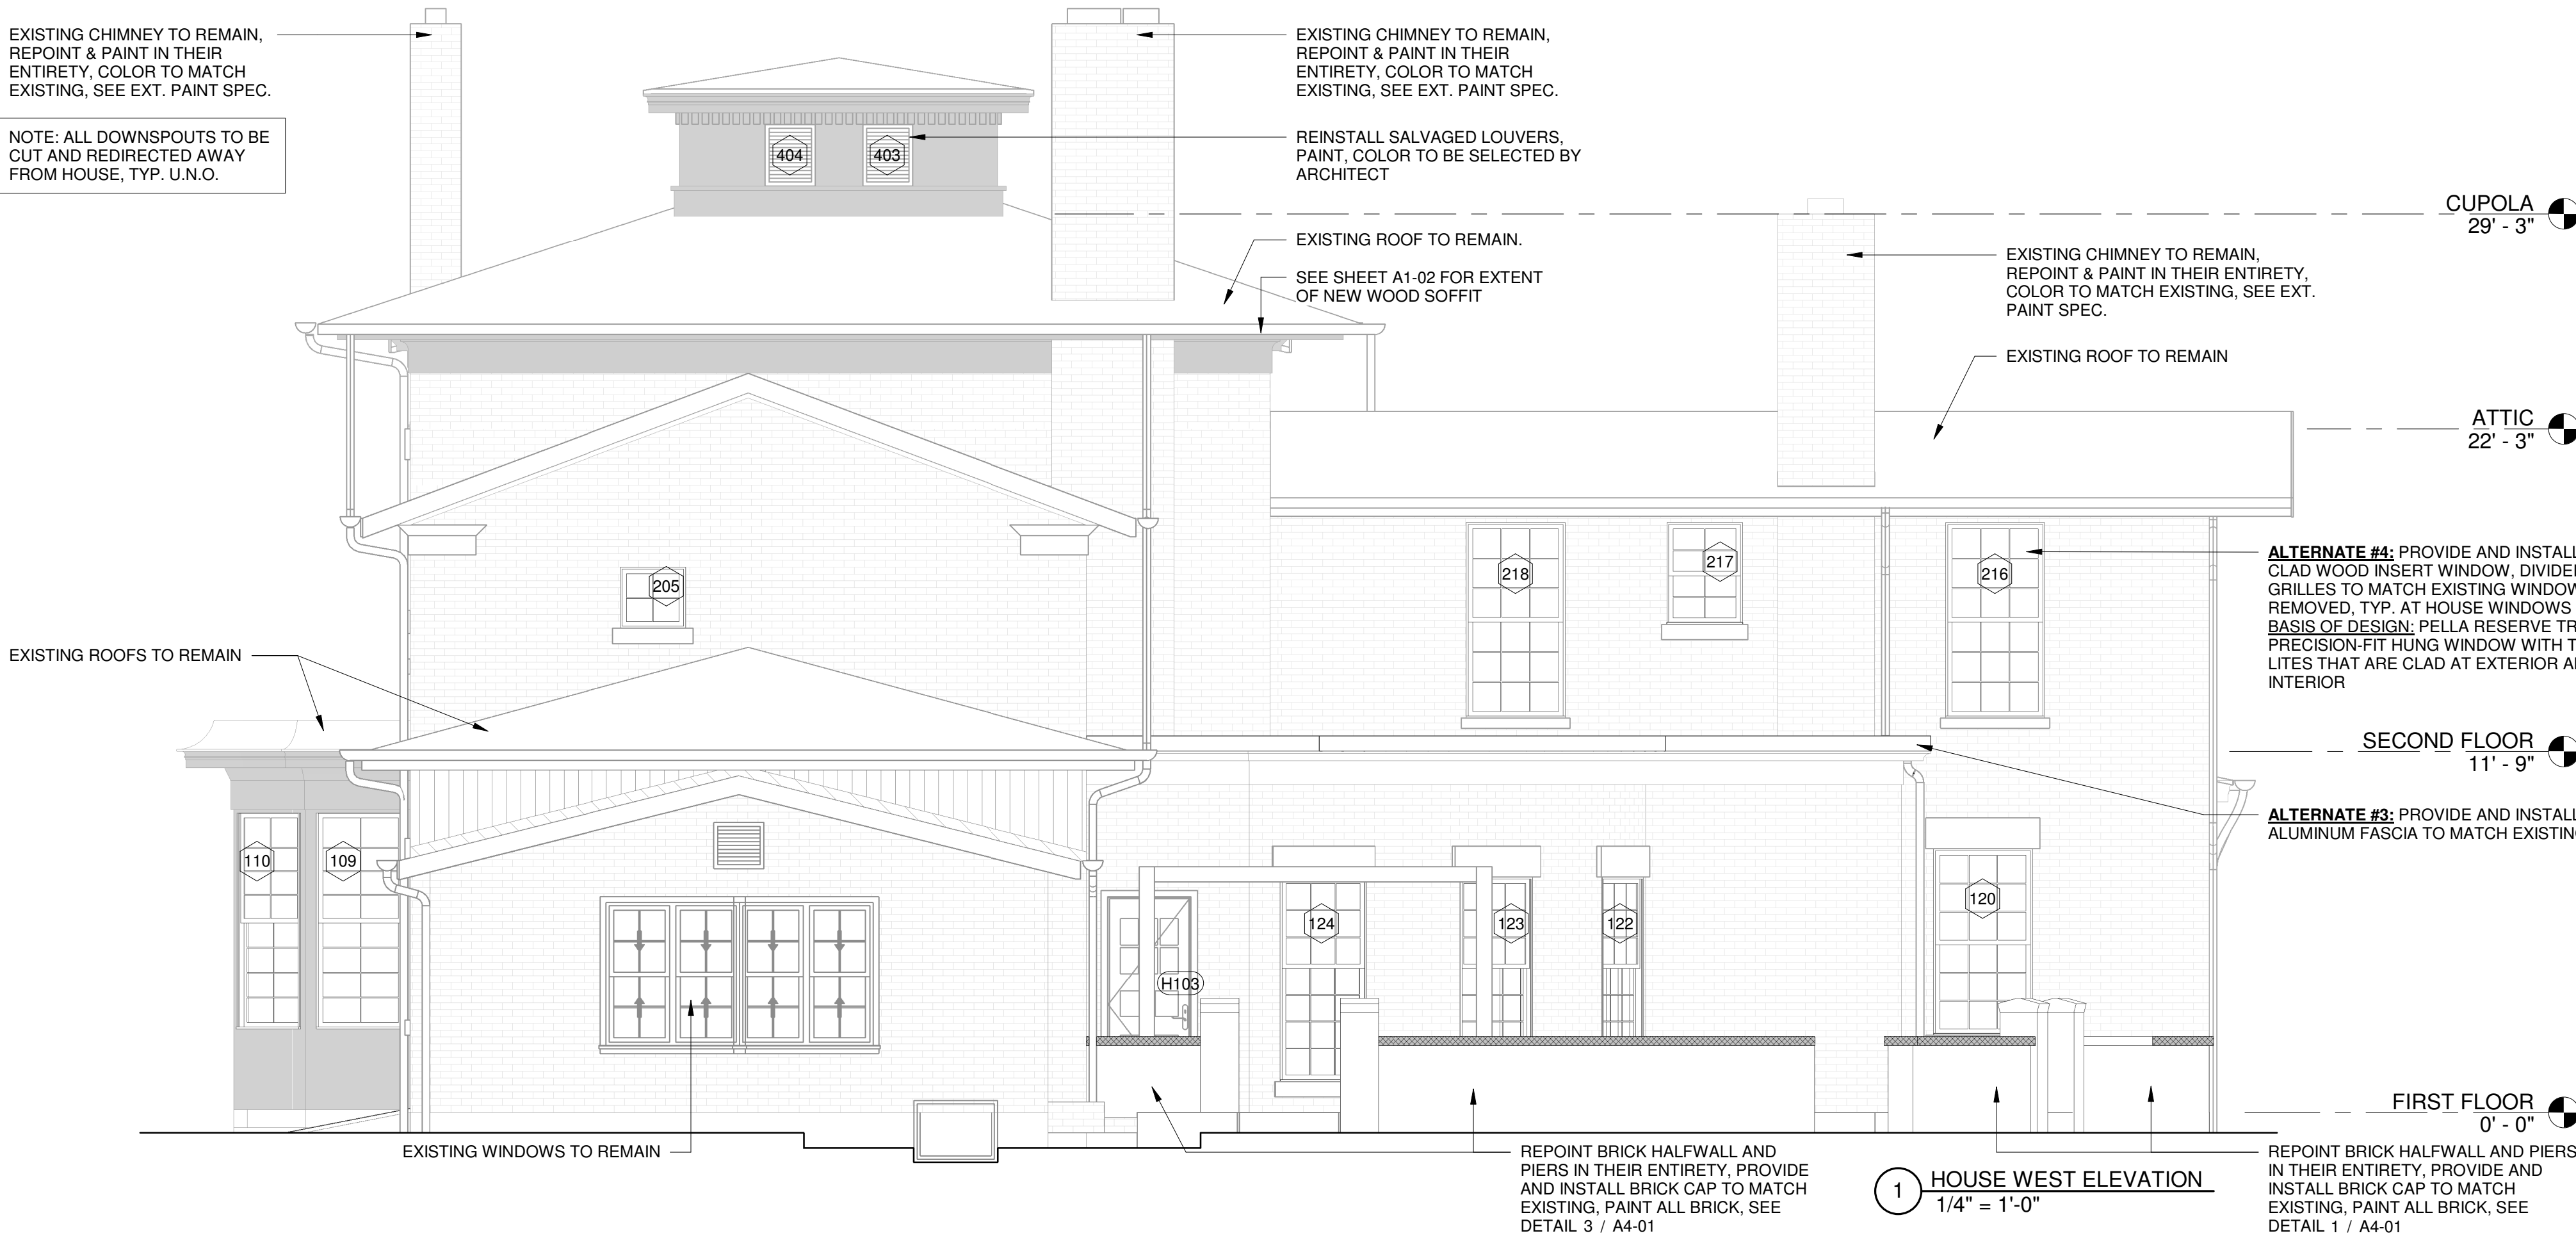 EXISTING CHIMNEY TO REMAIN,
REPOINT & PAINT IN THEIR
ENTIRETY, COLOR TO MATCH
EXISTING, SEE EXT. PAINT SPEC.
NOTE: ALL DOWNSPOUTS TO BE
CUT AND REDIRECTED AWAY
FROM HOUSE, TYP. U.N.O.
EXISTING CHIMNEY TO REMAIN,
REPOINT & PAINT IN THEIR
ENTIRETY, COLOR TO MATCH
EXISTING, SEE EXT. PAINT SPEC.
REINSTALL SALVAGED LOUVERS,
PAINT, COLOR TO BE SELECTED BY
ARCHITECT
404
403
CUPOLA
29' - 3"
EXISTING ROOF TO REMAIN.
SEE SHEET A1-02 FOR EXTENT
OF NEW WOOD SOFFIT
EXISTING CHIMNEY TO REMAIN,
REPOINT & PAINT IN THEIR ENTIRETY,
COLOR TO MATCH EXISTING, SEE EXT.
PAINT SPEC.
EXISTING ROOF TO REMAIN
ATTIC
22' - 3"
205
218
217
216
ALTERNATE #4: PROVIDE AND INSTALL
CLAD WOOD INSERT WINDOW,
GRILLES TO MATCH EXISTING
REMOVED, TYP. AT HOUSE WINDOWS
BASIS OF DESIGN: PELLA RESERVE
PRECISION-FIT HUNG WINDOW WITH
LITES THAT ARE CLAD AT EXTERIOR
INTERIOR
EXISTING ROOFS TO REMAIN
SECOND FLOOR
11' - 9"
ALTERNATE #3: PROVIDE AND INSTALL
ALUMINUM FASCIA TO MATCH
110
109
124
123
122
120
H103
FIRST FLOOR
0' - 0"
EXISTING WINDOWS TO REMAIN
REPOINT BRICK HALFWALL AND
PIERS IN THEIR ENTIRETY, PROVIDE
AND INSTALL BRICK CAP TO MATCH
EXISTING, PAINT ALL BRICK, SEE
DETAIL 3 / A4-01
1
HOUSE WEST ELEVATION
1/4" = 1'-0"
REPOINT BRICK HALFWALL AND PIERS
IN THEIR ENTIRETY, PROVIDE AND
INSTALL BRICK CAP TO MATCH
EXISTING, PAINT ALL BRICK, SEE
DETAIL 1 / A4-01